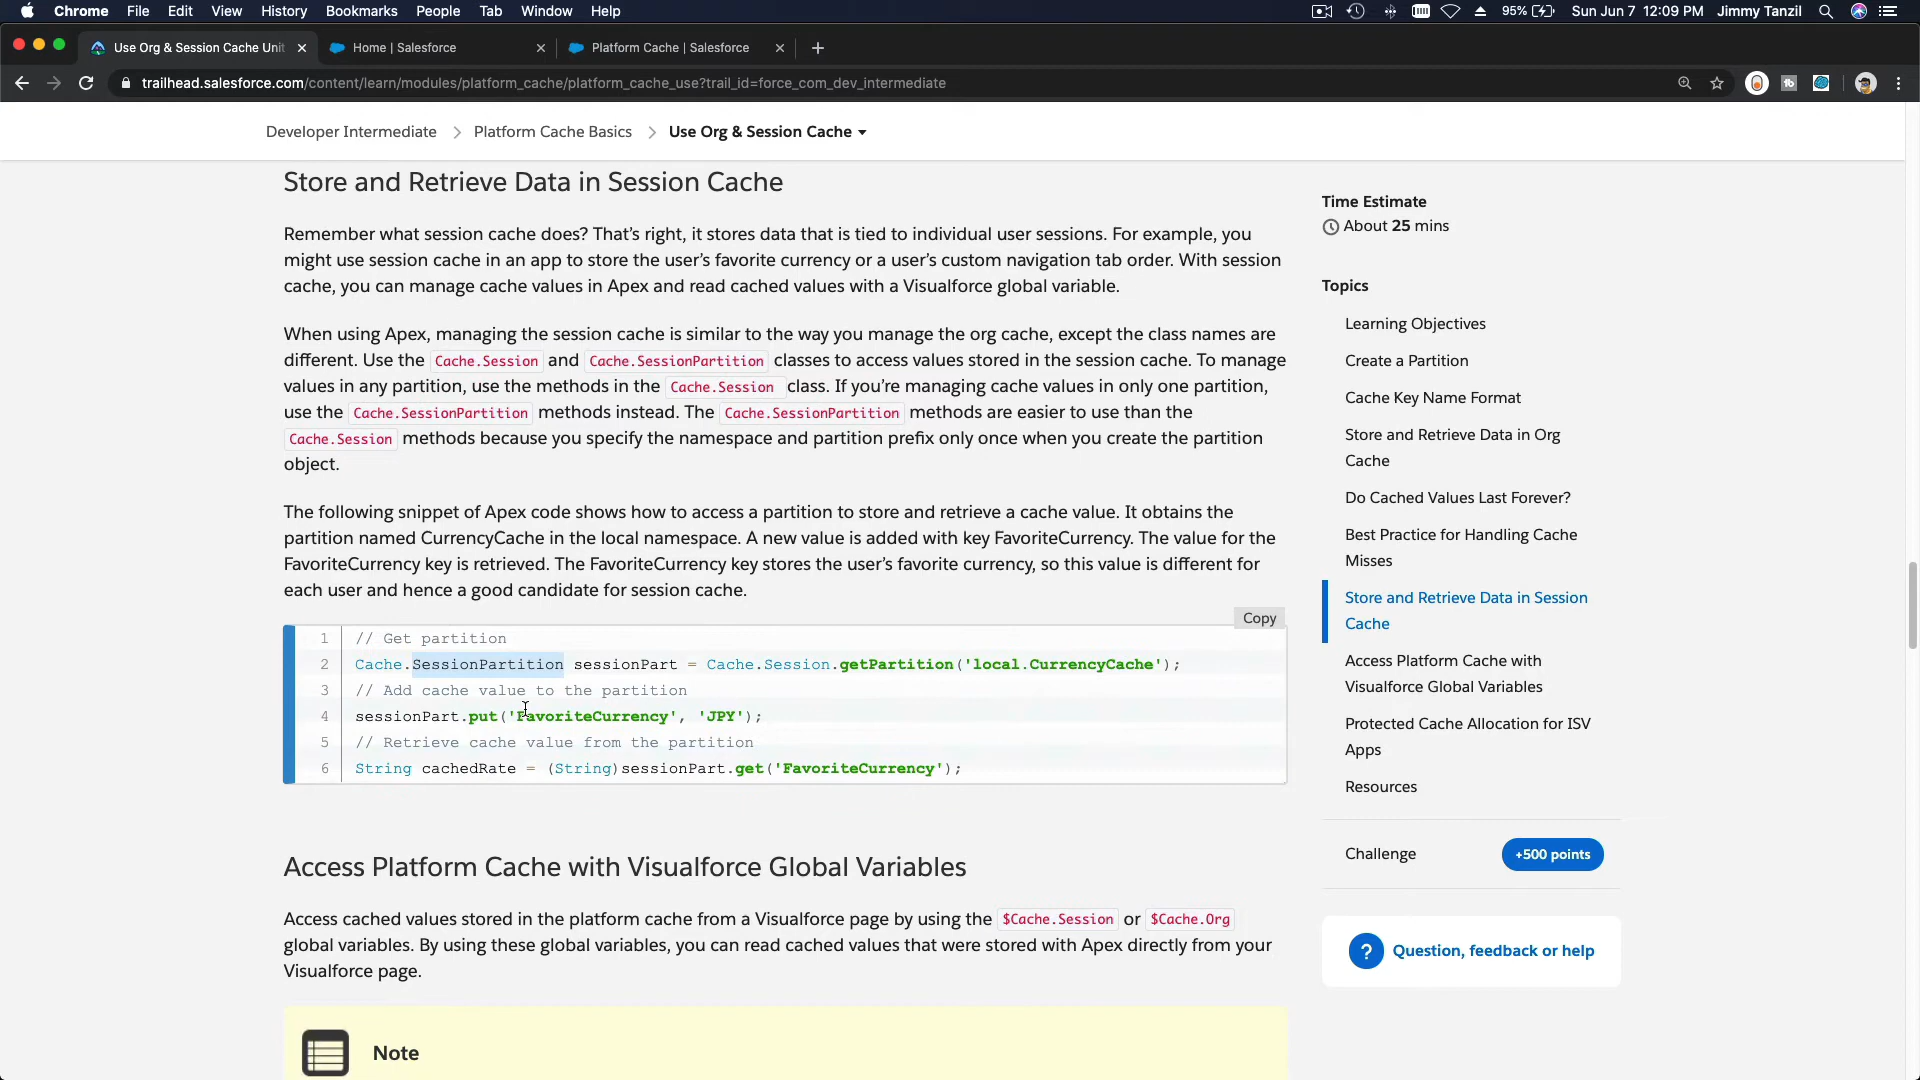 Chrome File Edit View History Bookmarks People Tab Window Help 95% Sun Jun 7 12:09 PM Jimmy Tanzil
Use Org & Session Cache Unit Home | Salesforce Platform Cache | Salesforce
trailhead.salesforce.com/content/learn/modules/platform_cache/platform_cache_use?trail_id=force_com_dev_intermediate
Developer Intermediate Platform Cache Basics Use Org & Session Cache
Store and Retrieve Data in Session Cache
Remember what session cache does? That’s right, it stores data that is tied to individual user sessions. For example, you
might use session cache in an app to store the user’s favorite currency or a user’s custom navigation tab order. With session
cache, you can manage cache values in Apex and read cached values with a Visualforce global variable.
When using Apex, managing the session cache is similar to the way you manage the org cache, except the class names are
different. Use the Cache.Session and Cache.SessionPartition classes to access values stored in the session cache. To manage
values in any partition, use the methods in the Cache.Session class. If you’re managing cache values in only one partition,
use the Cache.SessionPartition methods instead. The Cache.SessionPartition methods are easier to use than the
Cache.Session methods because you specify the namespace and partition prefix only once when you create the partition
object.
The following snippet of Apex code shows how to access a partition to store and retrieve a cache value. It obtains the
partition named CurrencyCache in the local namespace. A new value is added with key FavoriteCurrency. The value for the
FavoriteCurrency key is retrieved. The FavoriteCurrency key stores the user’s favorite currency, so this value is different for
each user and hence a good candidate for session cache.
Copy
1 // Get partition
2 Cache.SessionPartition sessionPart = Cache.Session.getPartition('local.CurrencyCache');
3 // Add cache value to the partition
4 sessionPart.put('FavoriteCurrency', 'JPY');
5 // Retrieve cache value from the partition
6 String cachedRate = (String)sessionPart.get('FavoriteCurrency');
Access Platform Cache with Visualforce Global Variables
Access cached values stored in the platform cache from a Visualforce page by using the $Cache.Session or $Cache.Org
global variables. By using these global variables, you can read cached values that were stored with Apex directly from your
Visualforce page.
Note
Time Estimate
About 25 mins
Topics
Learning Objectives
Create a Partition
Cache Key Name Format
Store and Retrieve Data in Org
Cache
Do Cached Values Last Forever?
Best Practice for Handling Cache
Misses
Store and Retrieve Data in Session
Cache
Access Platform Cache with
Visualforce Global Variables
Protected Cache Allocation for ISV
Apps
Resources
Challenge +500 points
? Question, feedback or help